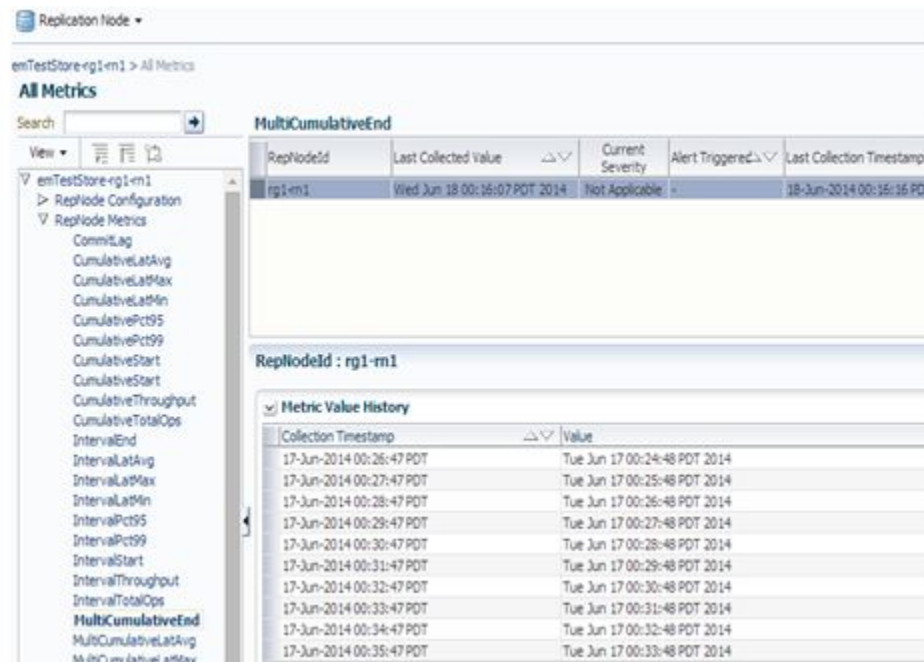 Replication Node
emTestStore-rg1-rn1 > All Metrics
All Metrics
Search
View
emTestStore-rg1-rn1
RepNode Configuration
RepNode Metrics
CommitLag
CumulativeLatAvg
CumulativeLatMax
CumulativeLatMin
CumulativePct95
CumulativePct99
CumulativeStart
CumulativeStart
CumulativeThroughput
CumulativeTotalOps
IntervalEnd
IntervalLatAvg
IntervalLatMax
IntervalLatMin
IntervalPct95
IntervalPct99
IntervalStart
IntervalThroughput
IntervalTotalOps
MultiCumulativeEnd
MultiCumulativeLatAvg
MultiCumulativeLatMax
MultiCumulativeEnd
RepNodeId Last Collected Value Current Severity Alert Triggered Last Collection Timestamp
rg1-rn1 Wed Jun 18 00:16:07 PDT 2014 Not Applicable - 18-Jun-2014 00:16:16 PD
RepNodeId : rg1-rn1
Metric Value History
Collection Timestamp Value
17-Jun-2014 00:26:47 PDT Tue Jun 17 00:24:48 PDT 2014
17-Jun-2014 00:27:47 PDT Tue Jun 17 00:25:48 PDT 2014
17-Jun-2014 00:28:47 PDT Tue Jun 17 00:26:48 PDT 2014
17-Jun-2014 00:29:47 PDT Tue Jun 17 00:27:48 PDT 2014
17-Jun-2014 00:30:47 PDT Tue Jun 17 00:28:48 PDT 2014
17-Jun-2014 00:31:47 PDT Tue Jun 17 00:29:48 PDT 2014
17-Jun-2014 00:32:47 PDT Tue Jun 17 00:30:48 PDT 2014
17-Jun-2014 00:33:47 PDT Tue Jun 17 00:31:48 PDT 2014
17-Jun-2014 00:34:47 PDT Tue Jun 17 00:32:48 PDT 2014
17-Jun-2014 00:35:47 PDT Tue Jun 17 00:33:48 PDT 2014